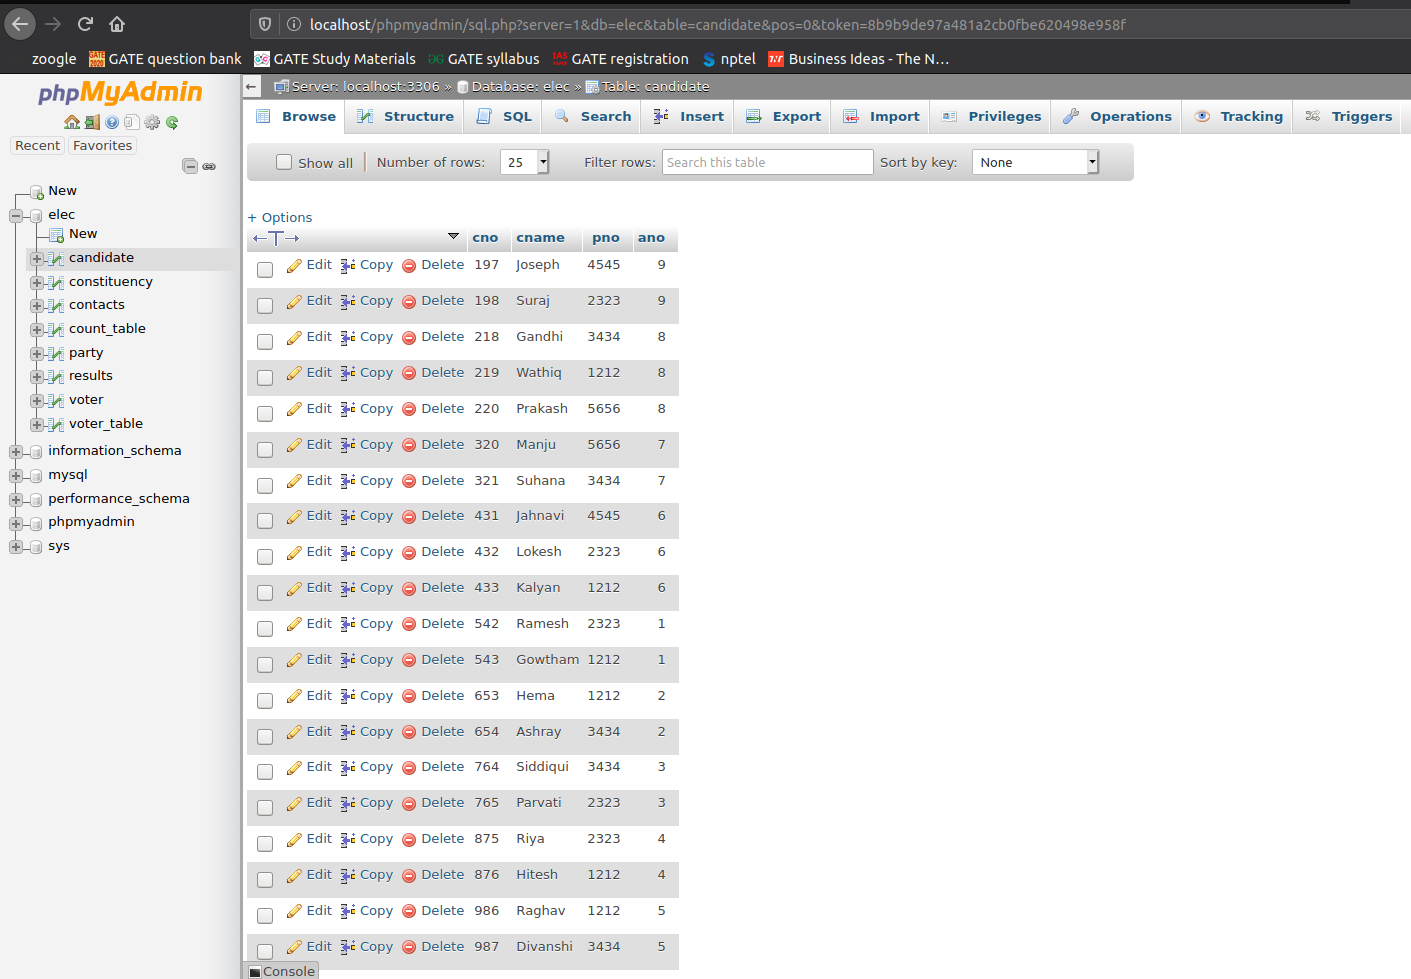 localhost/phpmyadmin/sql.php?server=1&db=elec&table=candidate&pos=0&token=8b9b9de97a481a2cb0fbe620498e958f
zoogle GATE question bank GATE Study Materials GATE syllabus GATE registration nptel Business Ideas - The N...
phpMyAdmin
Recent Favorites
New
elec
New
candidate
constituency
contacts
count_table
party
results
voter
voter_table
information_schema
mysql
performance_schema
phpmyadmin
sys
Server: localhost:3306 » Database: elec » Table: candidate
Browse Structure SQL Search Insert Export Import Privileges Operations Tracking Triggers
Show all Number of rows: 25 Filter rows: Search this table Sort by key: None
+ Options
←T→ cno cname pno ano
Edit Copy Delete 197 Joseph 4545 9
Edit Copy Delete 198 Suraj 2323 9
Edit Copy Delete 218 Gandhi 3434 8
Edit Copy Delete 219 Wathiq 1212 8
Edit Copy Delete 220 Prakash 5656 8
Edit Copy Delete 320 Manju 5656 7
Edit Copy Delete 321 Suhana 3434 7
Edit Copy Delete 431 Jahnavi 4545 6
Edit Copy Delete 432 Lokesh 2323 6
Edit Copy Delete 433 Kalyan 1212 6
Edit Copy Delete 542 Ramesh 2323 1
Edit Copy Delete 543 Gowtham 1212 1
Edit Copy Delete 653 Hema 1212 2
Edit Copy Delete 654 Ashray 3434 2
Edit Copy Delete 764 Siddiqui 3434 3
Edit Copy Delete 765 Parvati 2323 3
Edit Copy Delete 875 Riya 2323 4
Edit Copy Delete 876 Hitesh 1212 4
Edit Copy Delete 986 Raghav 1212 5
Edit Copy Delete 987 Divanshi 3434 5
Console